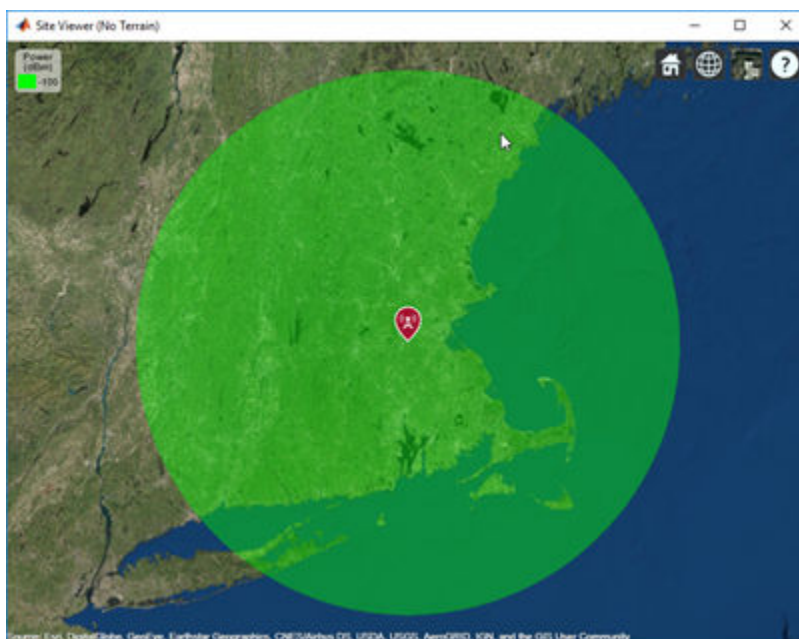 Site Viewer (No Terrain)
Power
(dBm)
-100
?
Source: Esri, DigitalGlobe, GeoEye, Earthstar Geographics, CNES/Airbus DS, USDA, USGS, AeroGRID, IGN, and the GIS User Community